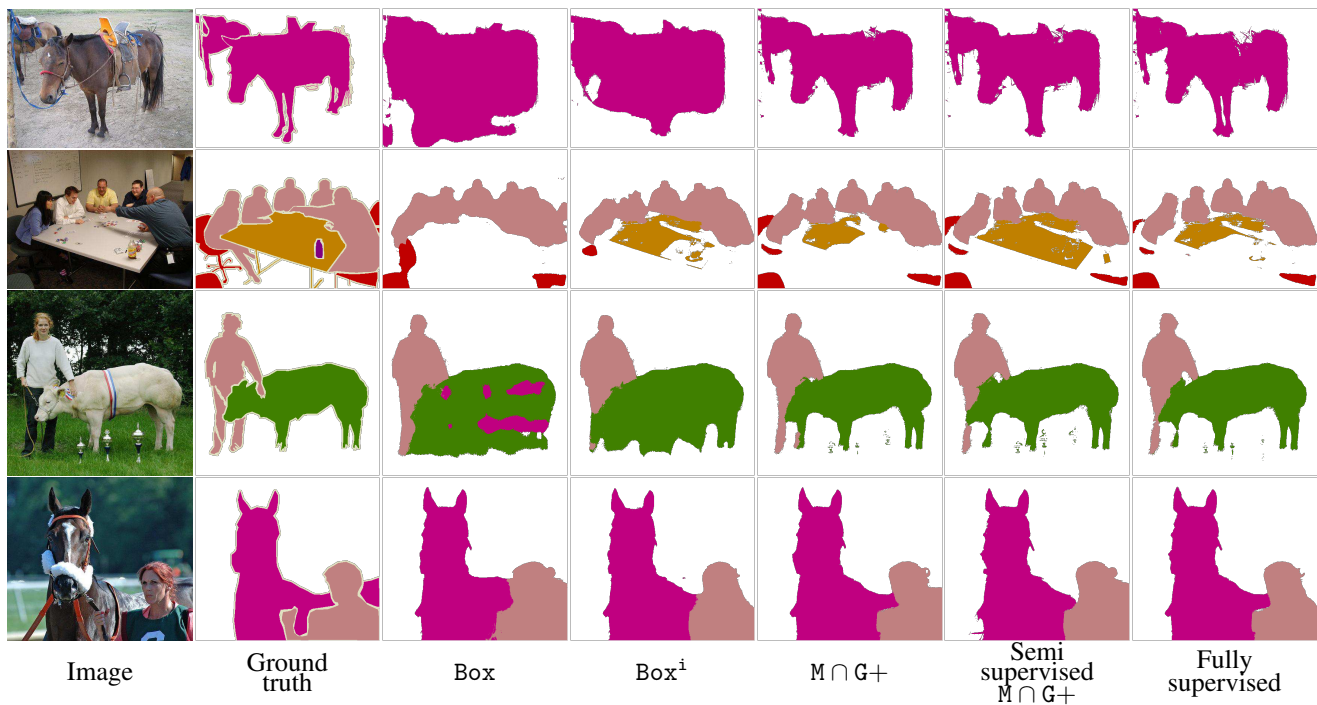 Image
Ground
truth
Box
Boxⁱ
M ∩ G+
Semi
supervised
M ∩ G+
Fully
supervised